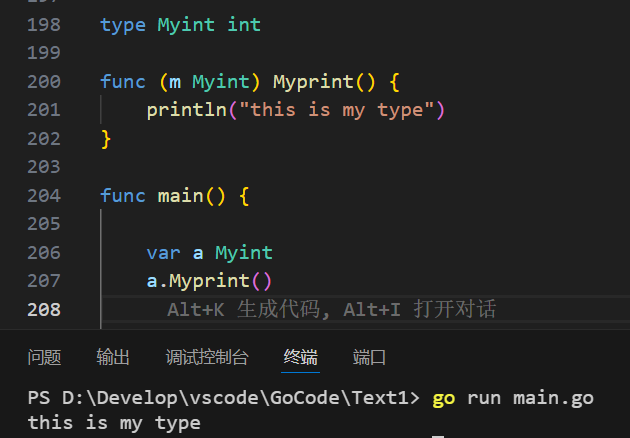 197
198 type Myint int
199
200 func (m Myint) Myprint() {
201     println("this is my type")
202 }
203
204 func main() {
205
206     var a Myint
207     a.Myprint()
208     Alt+K 生成代码, Alt+I 打开对话
问题 输出 调试控制台 终端 端口
PS D:\Develop\vscode\GoCode\Text1> go run main.go
this is my type